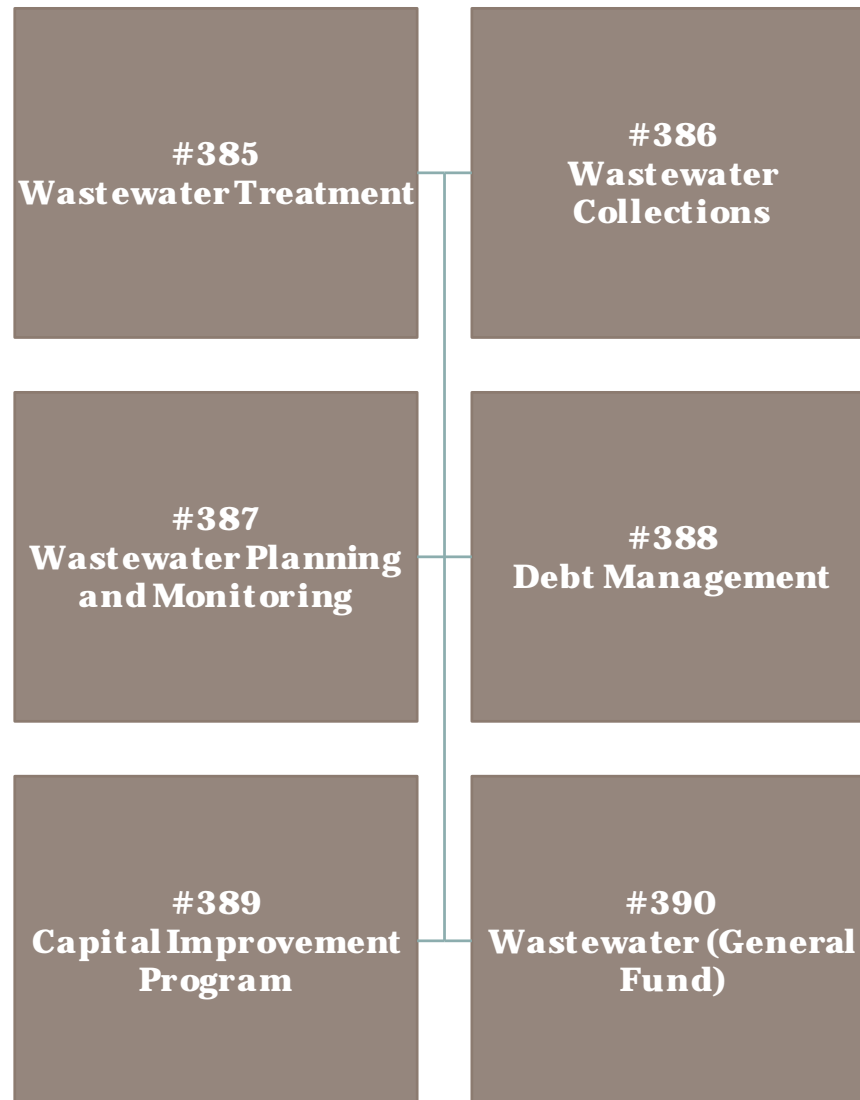 #385
Wastewater Treatment
#386
Wastewater
Collections
#387
Wastewater Planning
and Monitoring
#388
Debt Management
#389
Capital Improvement
Program
#390
Wastewater (General
Fund)